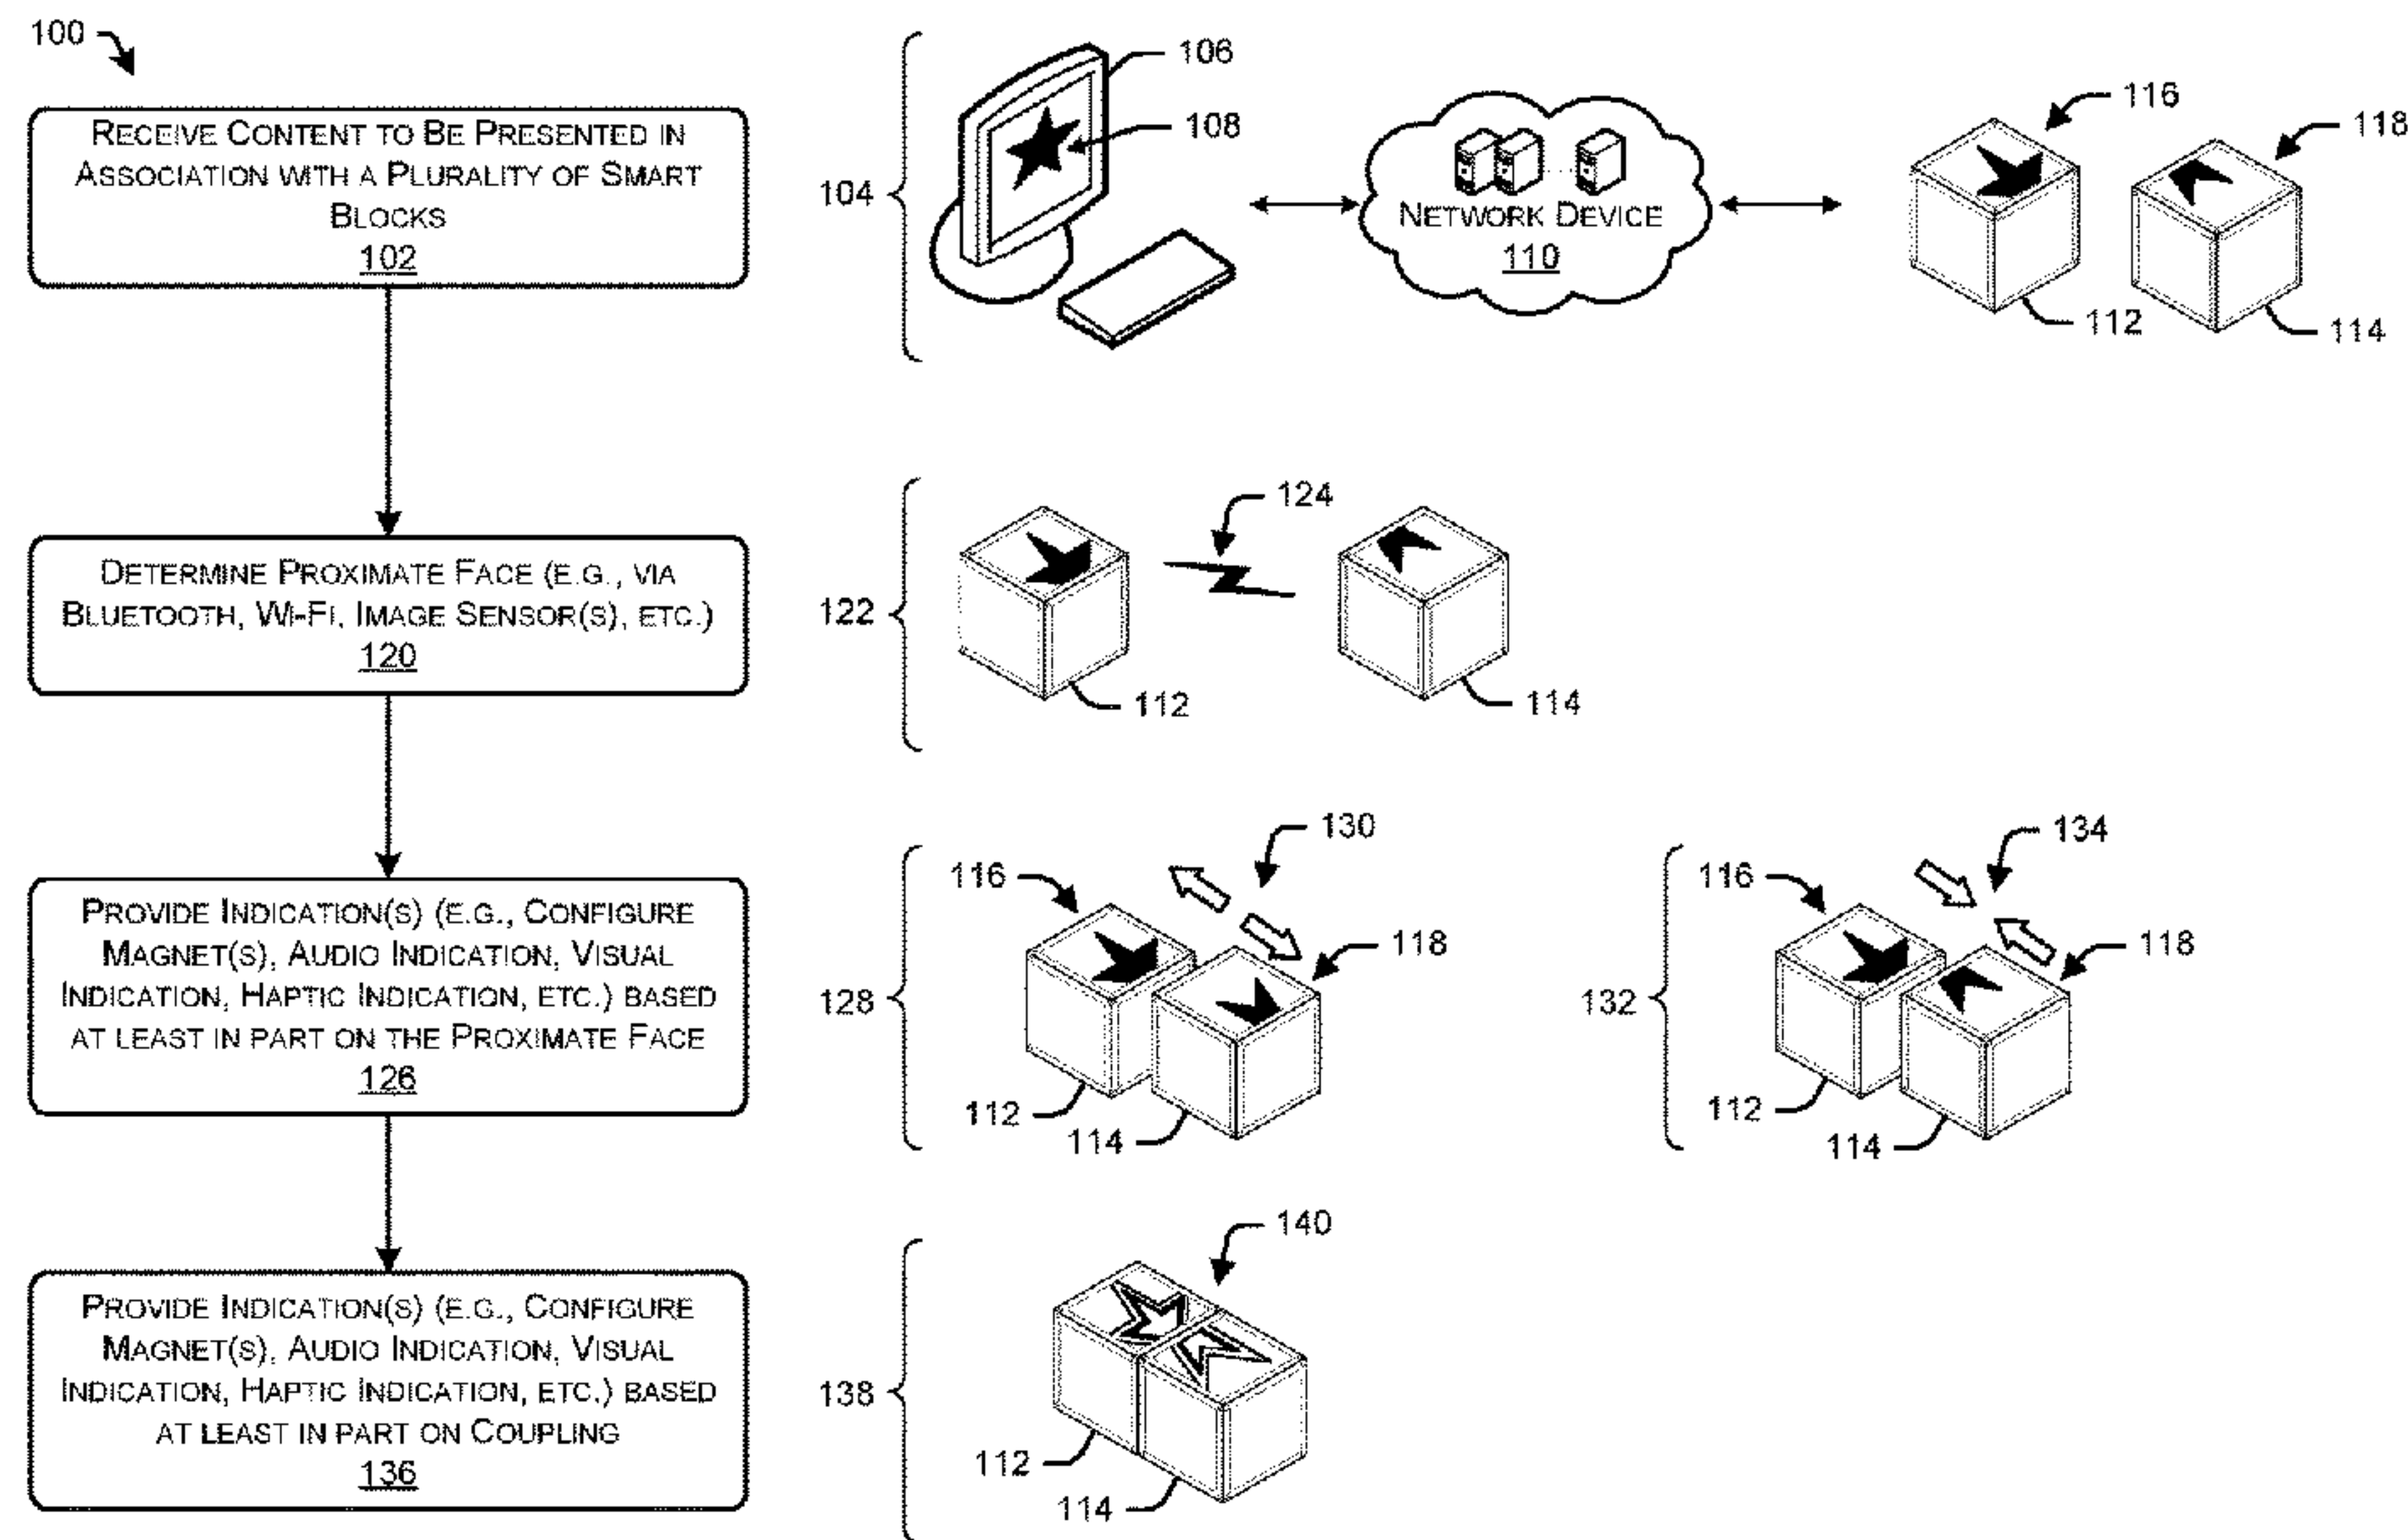 100
RECEIVE CONTENT TO BE PRESENTED IN
ASSOCIATION WITH A PLURALITY OF SMART
BLOCKS
102
104
106
108
NETWORK DEVICE
110
116
118
112
114
DETERMINE PROXIMATE FACE (E.G., VIA
BLUETOOTH, WI-FI, IMAGE SENSOR(S), ETC.)
120
122
124
112
114
PROVIDE INDICATION(S) (E.G., CONFIGURE
MAGNET(S), AUDIO INDICATION, VISUAL
INDICATION, HAPTIC INDICATION, ETC.) BASED
AT LEAST IN PART ON THE PROXIMATE FACE
126
128
116
130
118
112
114
132
116
134
118
112
114
PROVIDE INDICATION(S) (E.G., CONFIGURE
MAGNET(S), AUDIO INDICATION, VISUAL
INDICATION, HAPTIC INDICATION, ETC.) BASED
AT LEAST IN PART ON COUPLING
136
138
140
112
114